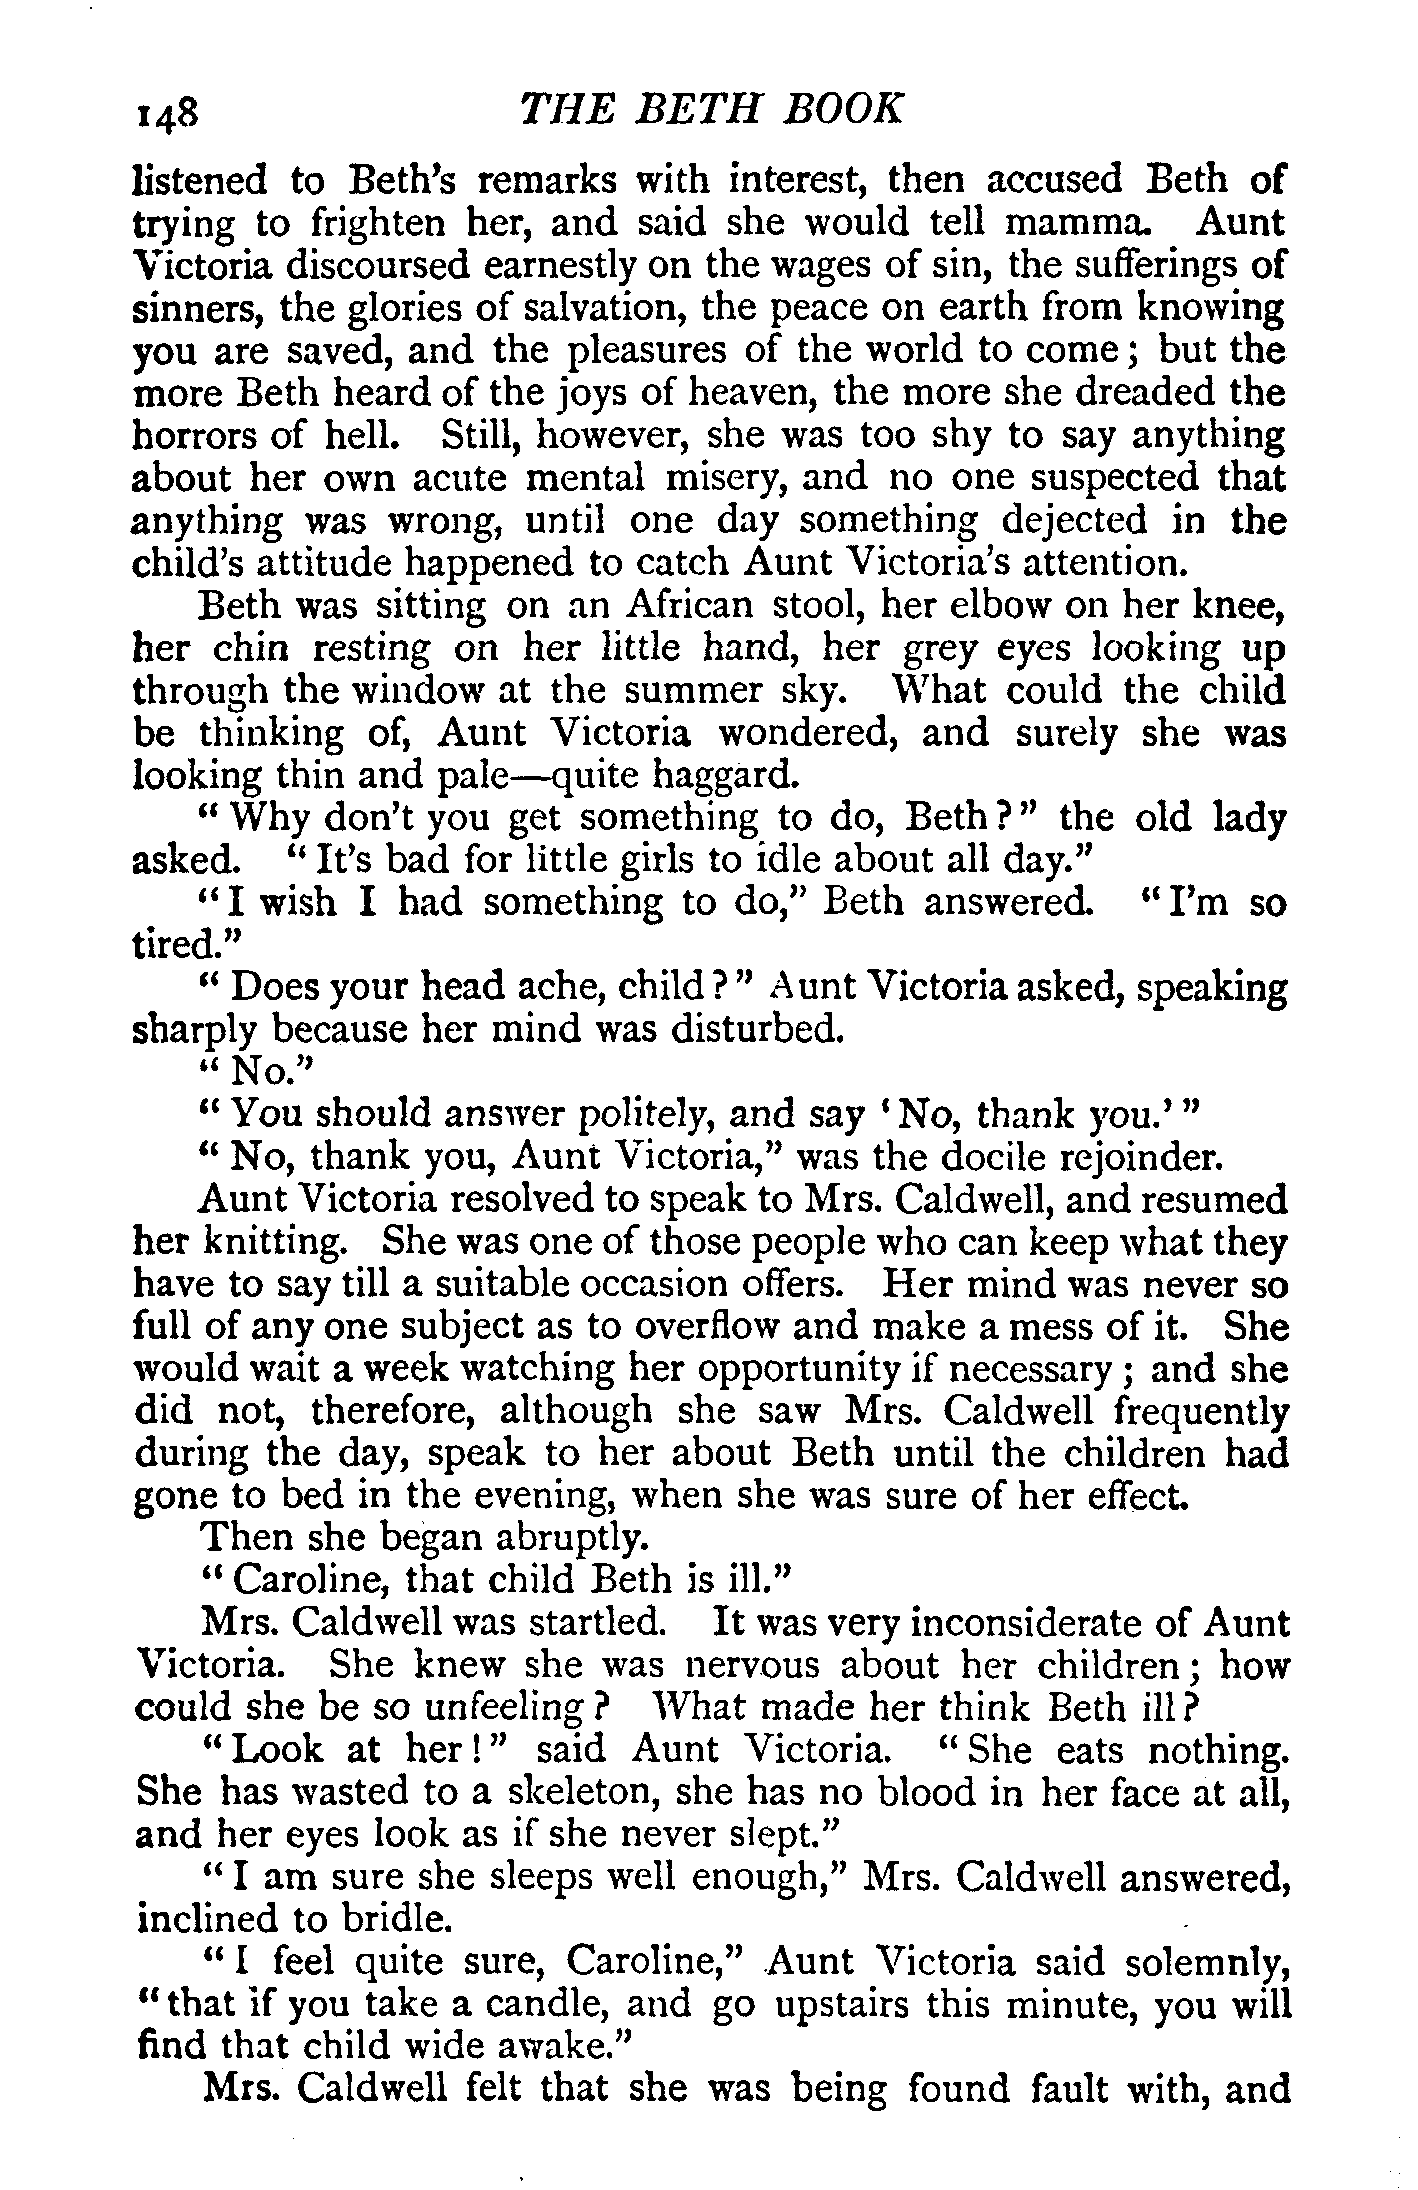 148 THE BETH BOOK
listened to Beth's remarks with interest, then accused Beth of
trying to frighten her, and said she would tell mamma. Aunt
Victoria discoursed earnestly on the wages of sin, the sufferings of
sinners, the glories of salvation, the peace on earth from knowing
you are saved, and the pleasures of the world to come; but the
more Beth heard of the joys of heaven, the more she dreaded the
horrors of hell. Still, however, she was too shy to say anything
about her own acute mental misery, and no one suspected that
anything was wrong, until one day something dejected in the
child's attitude happened to catch Aunt Victoria's attention.
Beth was sitting on an African stool, her elbow on her knee,
her chin resting on her little hand, her grey eyes looking up
through the window at the summer sky. What could the child
be thinking of, Aunt Victoria wondered, and surely she was
looking thin and pale—quite haggard.
"Why don't you get something to do, Beth?" the old lady
asked. "It's bad for little girls to idle about all day."
"I wish I had something to do," Beth answered. "I'm so
tired."
"Does your head ache, child?" Aunt Victoria asked, speaking
sharply because her mind was disturbed.
"No."
"You should answer politely, and say 'No, thank you.'"
"No, thank you, Aunt Victoria," was the docile rejoinder.
Aunt Victoria resolved to speak to Mrs. Caldwell, and resumed
her knitting. She was one of those people who can keep what they
have to say till a suitable occasion offers. Her mind was never so
full of any one subject as to overflow and make a mess of it. She
would wait a week watching her opportunity if necessary; and she
did not, therefore, although she saw Mrs. Caldwell frequently
during the day, speak to her about Beth until the children had
gone to bed in the evening, when she was sure of her effect.
Then she began abruptly.
"Caroline, that child Beth is ill."
Mrs. Caldwell was startled. It was very inconsiderate of Aunt
Victoria. She knew she was nervous about her children; how
could she be so unfeeling? What made her think Beth ill?
"Look at her!" said Aunt Victoria. "She eats nothing.
She has wasted to a skeleton, she has no blood in her face at all,
and her eyes look as if she never slept."
"I am sure she sleeps well enough," Mrs. Caldwell answered,
inclined to bridle.
"I feel quite sure, Caroline," Aunt Victoria said solemnly,
"that if you take a candle, and go upstairs this minute, you will
find that child wide awake."
Mrs. Caldwell felt that she was being found fault with, and